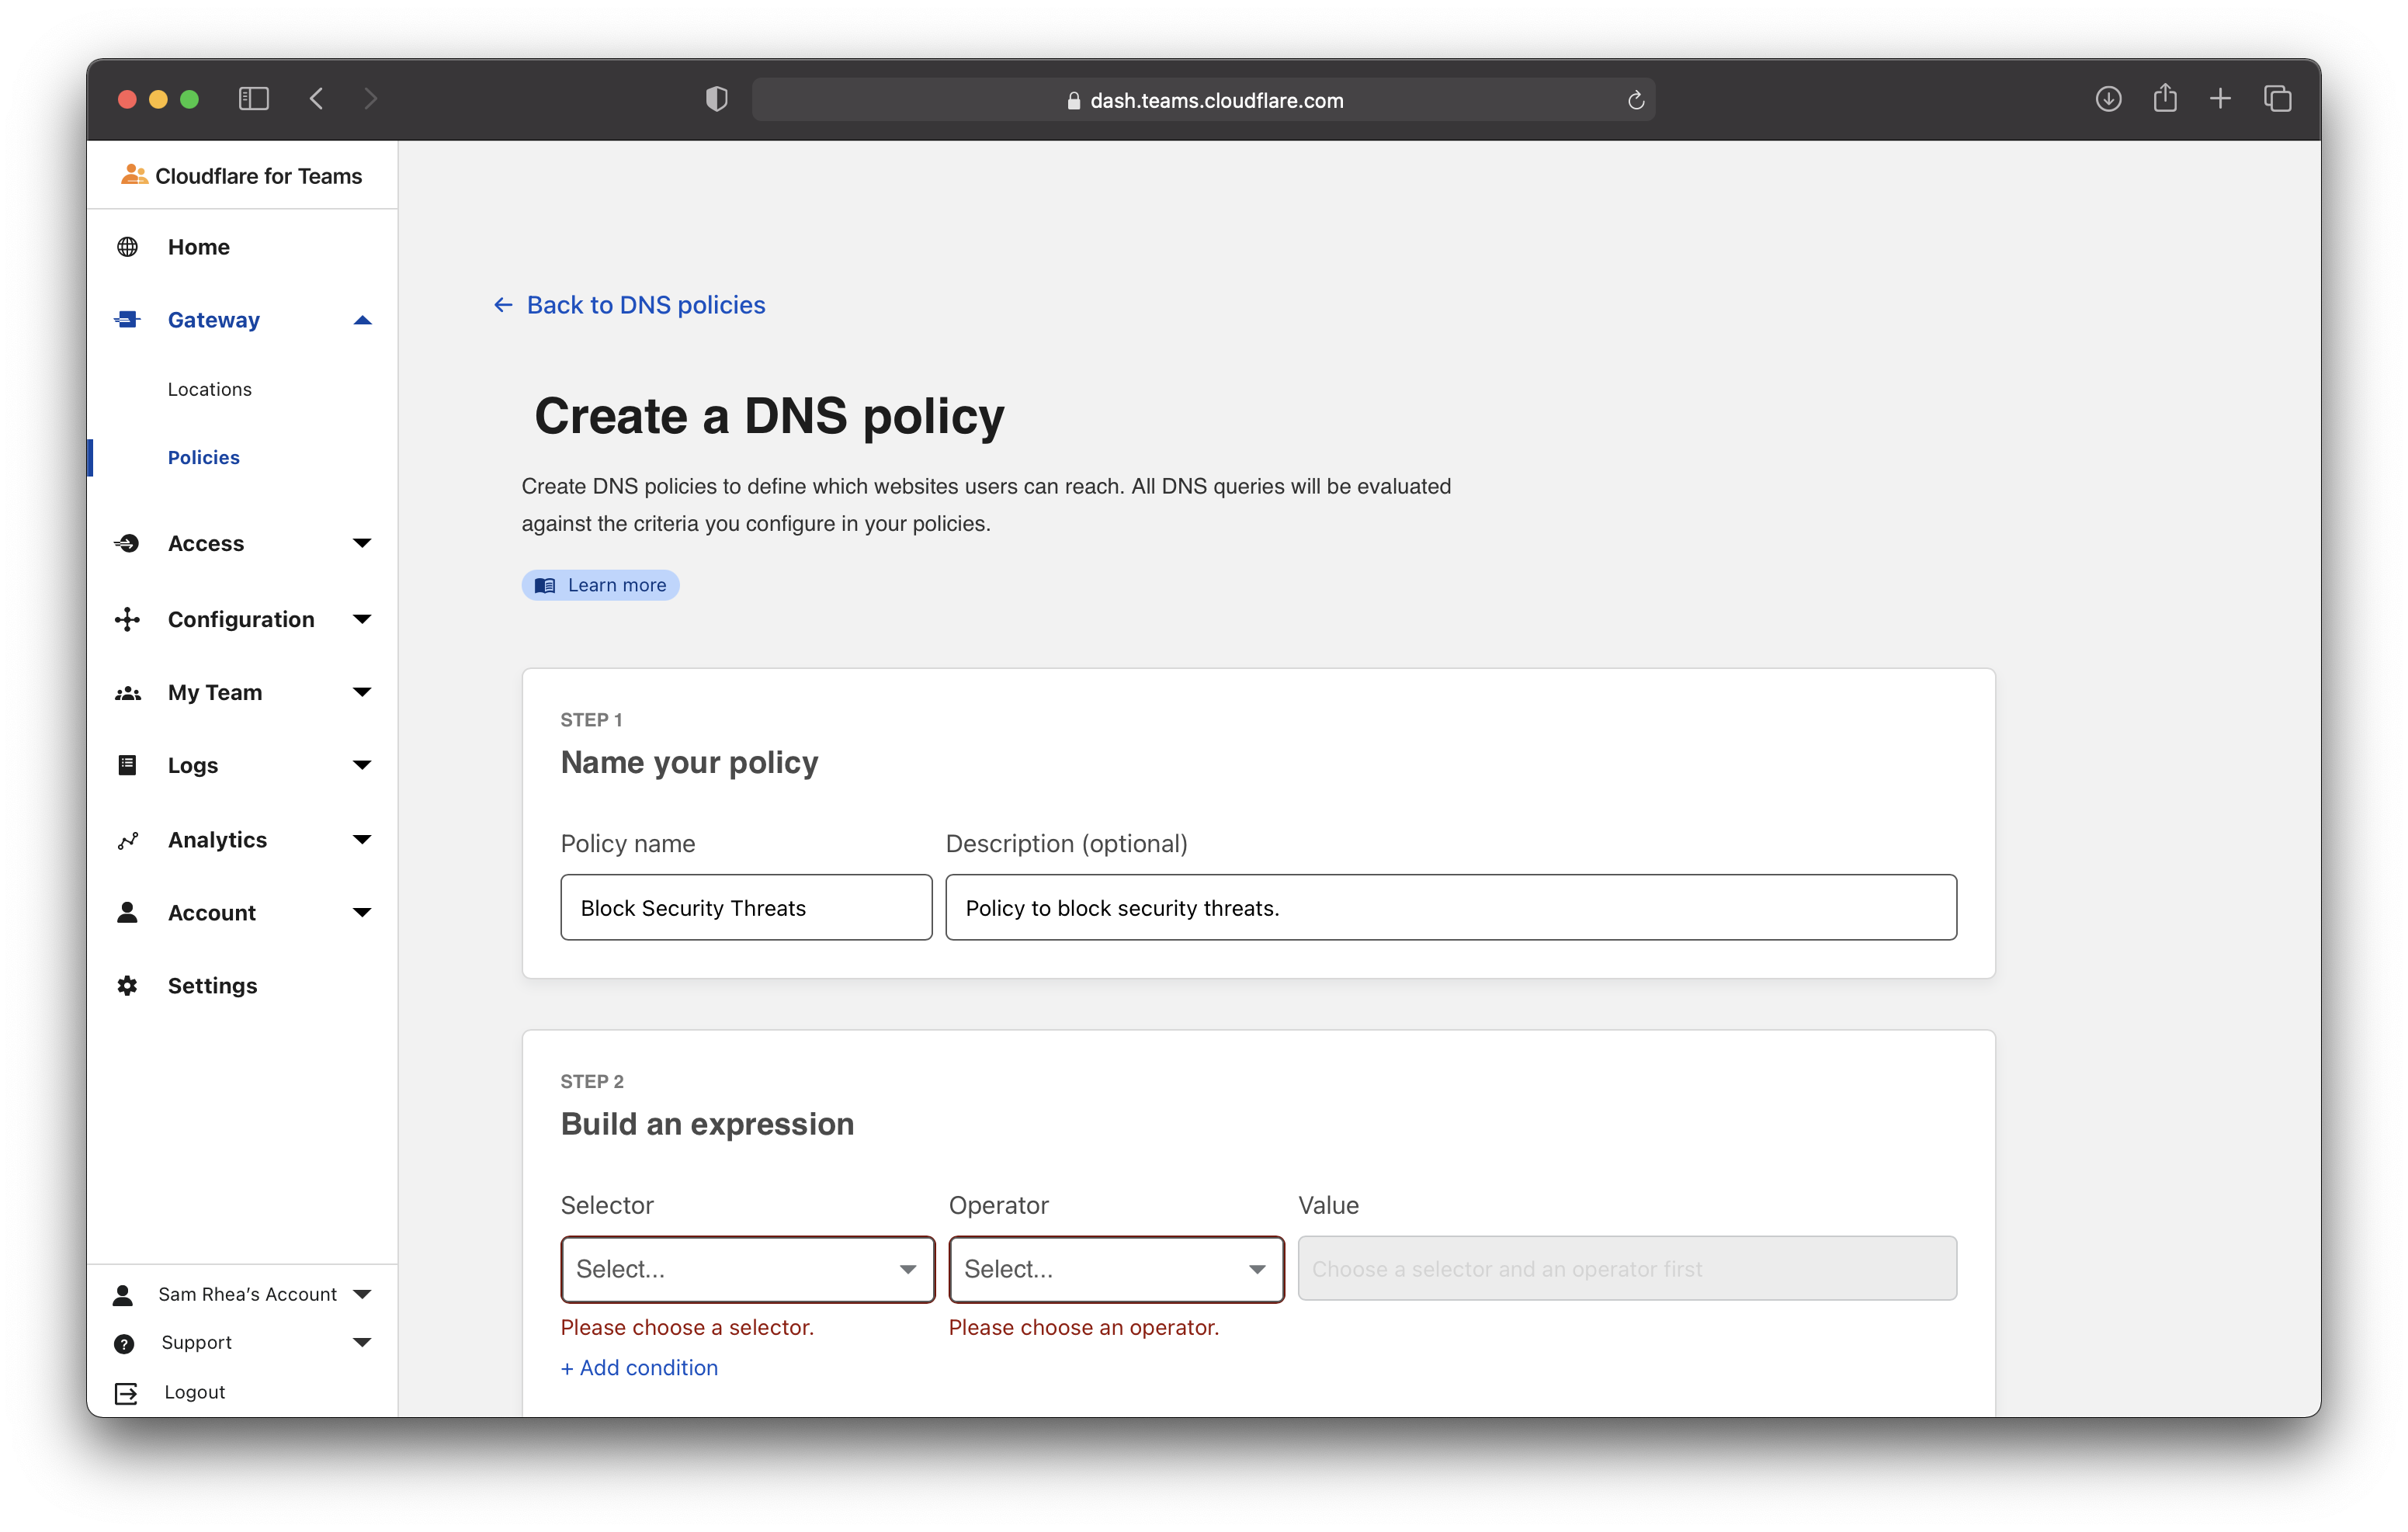 dash.teams.cloudflare.com
Cloudflare for Teams
Home
Gateway
Locations
Policies
Access
Configuration
My Team
Logs
Analytics
Account
Settings
Sam Rhea's Account
Support
Logout
← Back to DNS policies
Create a DNS policy
Create DNS policies to define which websites users can reach. All DNS queries will be evaluated
against the criteria you configure in your policies.
Learn more
STEP 1
Name your policy
Policy name Description (optional)
Block Security Threats Policy to block security threats.
STEP 2
Build an expression
Selector Operator Value
Select... Select... Choose a selector and an operator first
Please choose a selector. Please choose an operator.
+ Add condition